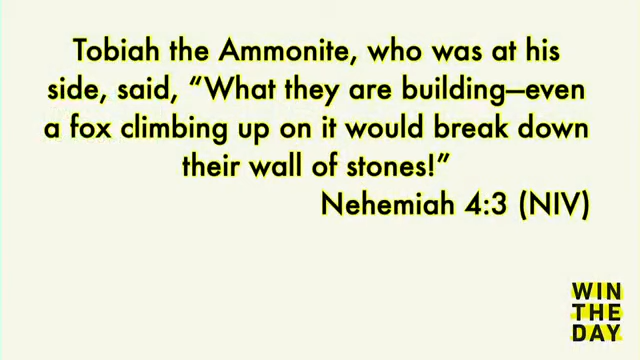 Tobiah the Ammonite, who was at his
side, said, “What they are building—even
a fox climbing up on it would break down
their wall of stones!”
Nehemiah 4:3 (NIV)
WIN
THE
DAY